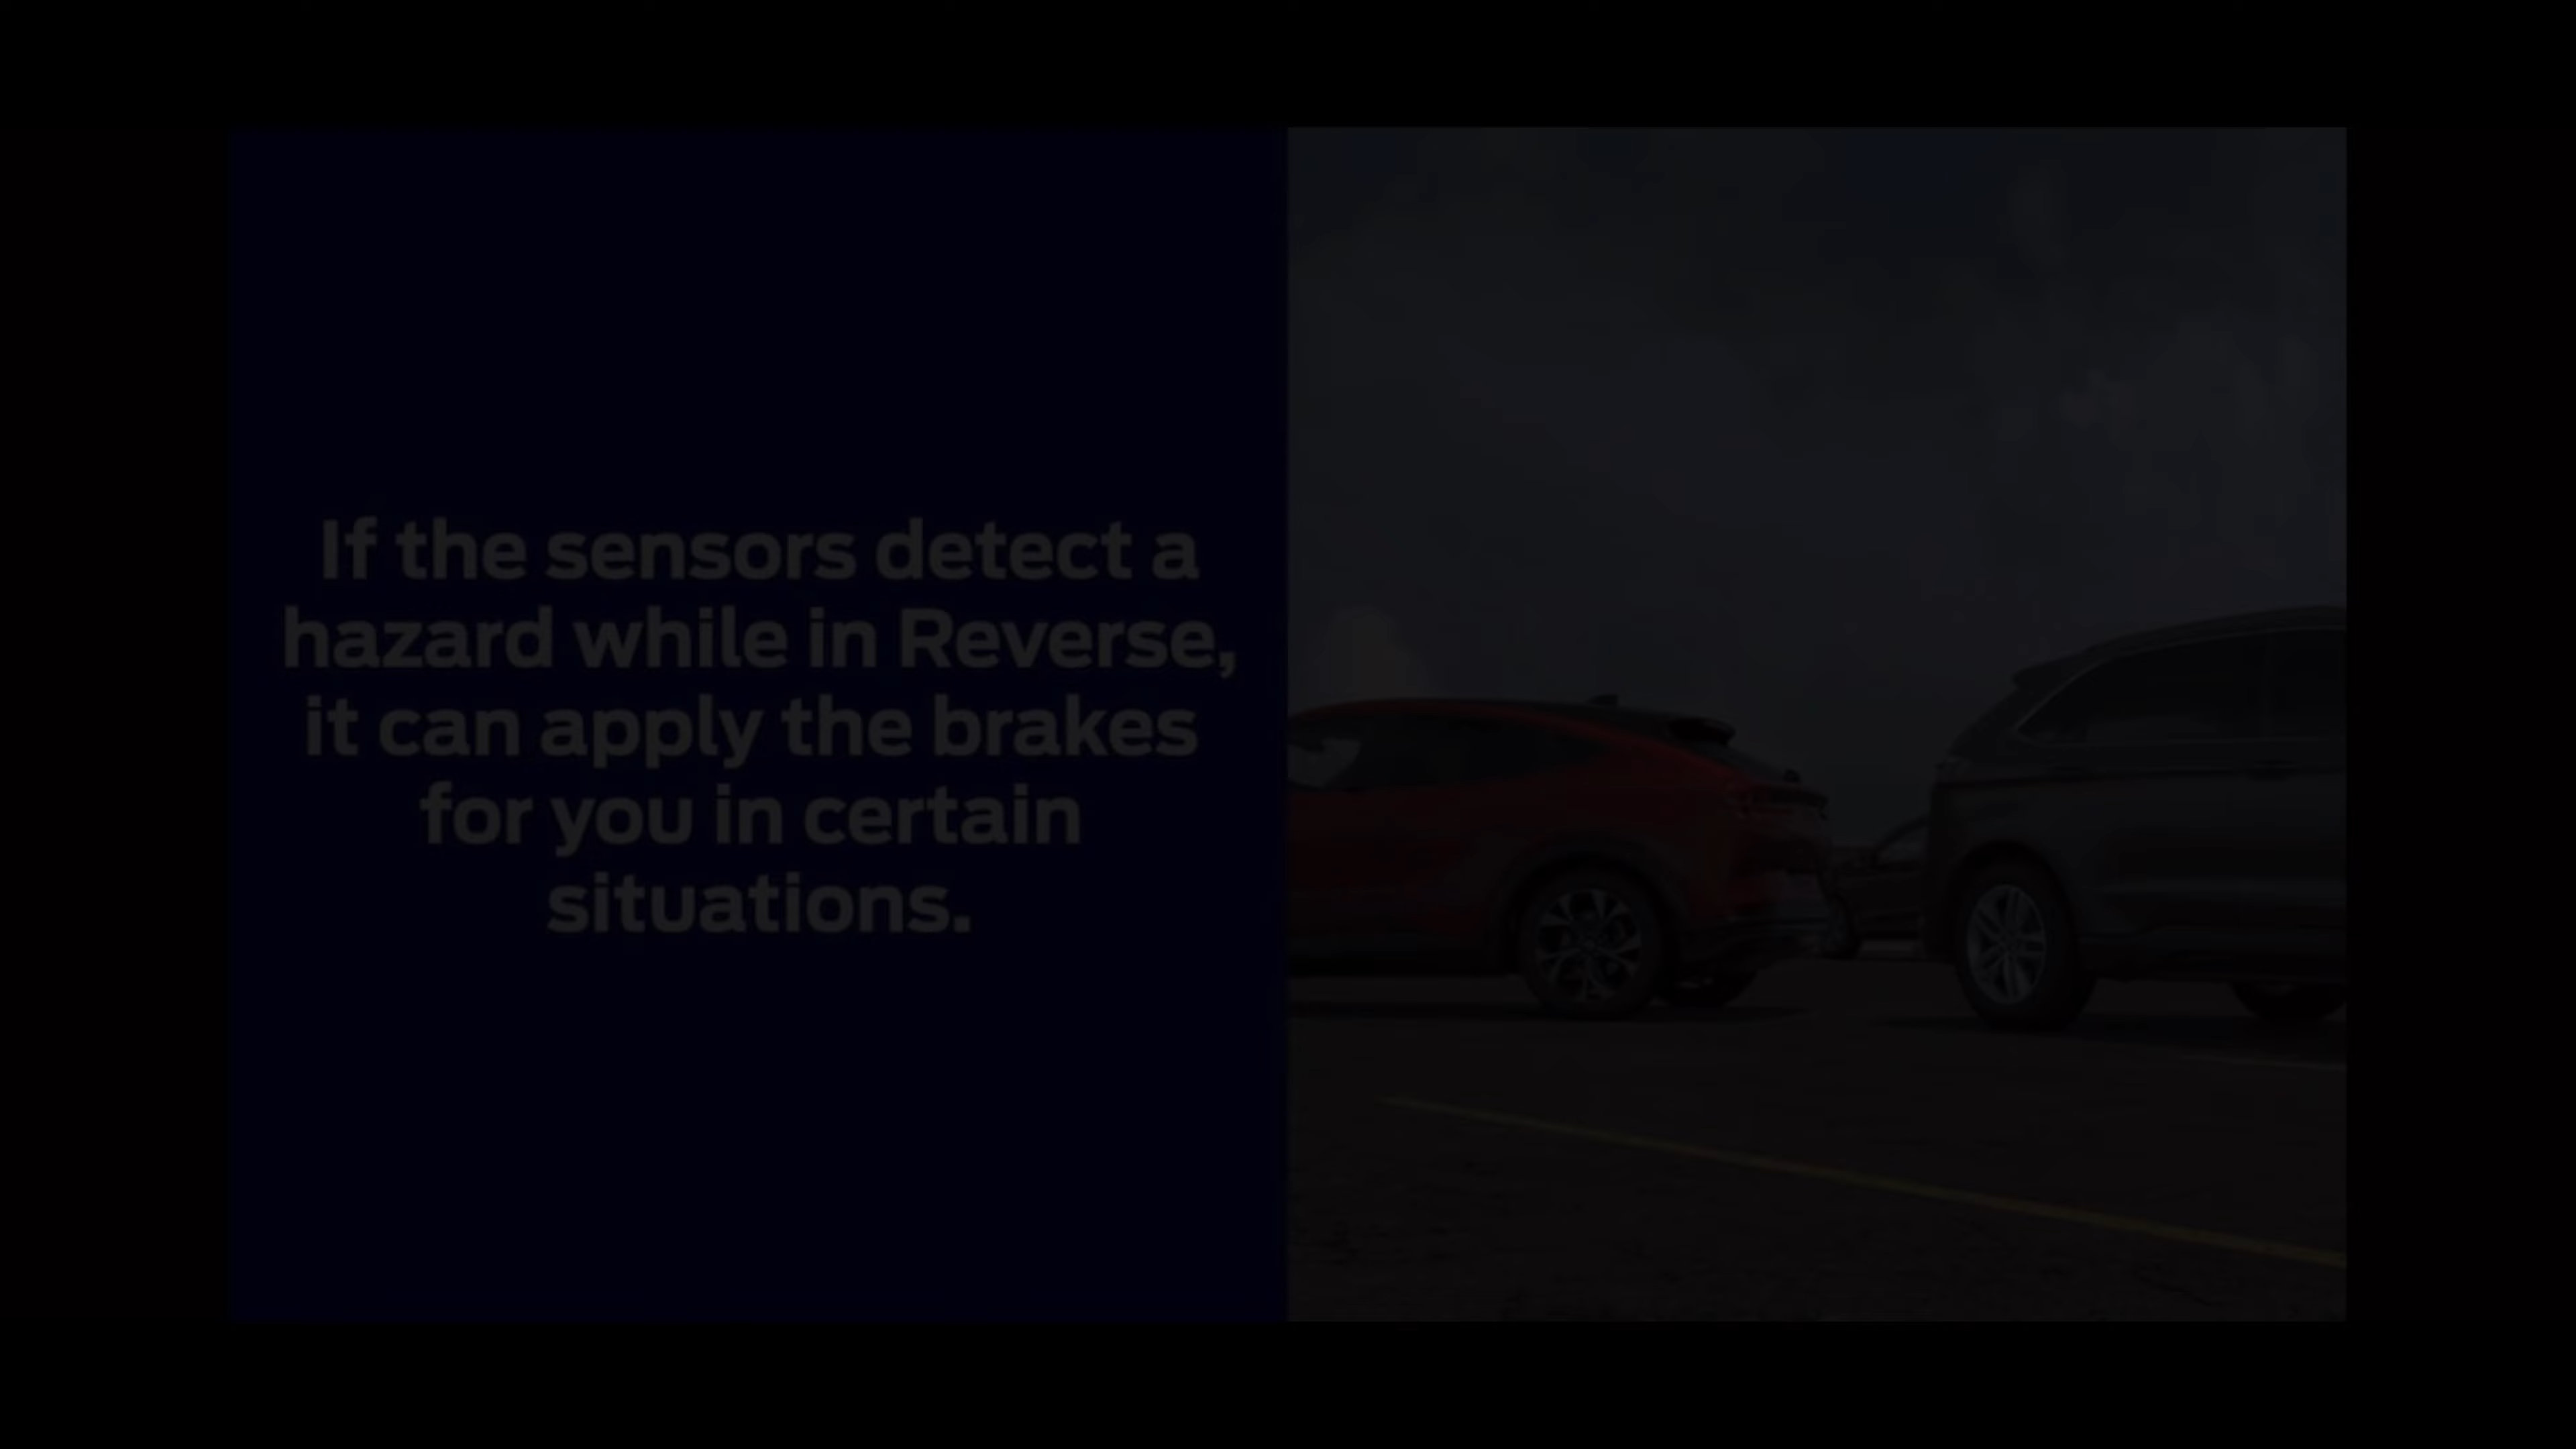 If the sensors detect a
hazard while in Reverse,
it can apply the brakes
for you in certain
situations.